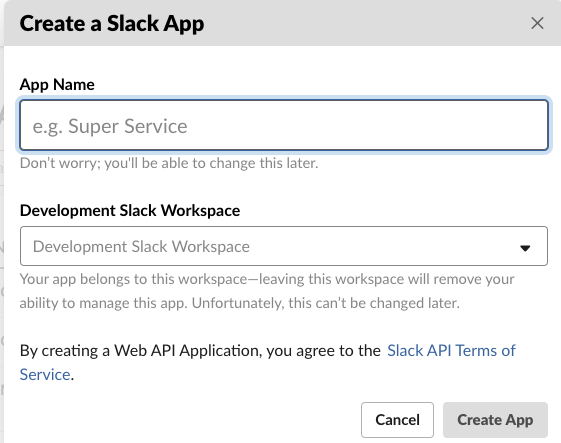 Create a Slack App
App Name
e.g. Super Service
Don't worry; you'll be able to change this later.
Development Slack Workspace
Development Slack Workspace
Your app belongs to this workspace—leaving this workspace will remove your
ability to manage this app. Unfortunately, this can't be changed later.
By creating a Web API Application, you agree to the Slack API Terms of
Service.
Cancel
Create App